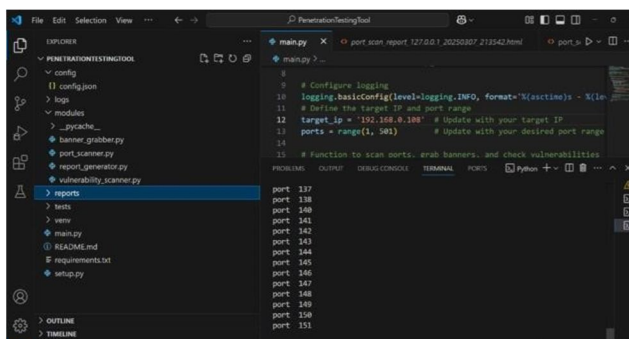 File Edit Selection View ... PenetrationTestingTool
EXPLORER
PENETRATIONTESTINGTOOL
config
config.json
logs
modules
__pycache__
banner_grabber.py
port_scanner.py
report_generator.py
vulnerability_scanner.py
reports
tests
venv
main.py
README.md
requirements.txt
setup.py
OUTLINE
TIMELINE
main.py port_scan_report_127.0.0.1_20250307_213542.html port_s
main.py > ...
8
9 # Configure logging
10 logging.basicConfig(level=logging.INFO, format='%(asctime)s - %(le
11 # Define the target IP and port range
12 target_ip = '192.168.0.108' # Update with your target IP
13 ports = range(1, 501) # Update with your desired port range
14
15 # Function to scan ports, grab banners, and check vulnerabilities
PROBLEMS OUTPUT DEBUG CONSOLE TERMINAL PORTS Python
port 137
port 138
port 140
port 141
port 142
port 143
port 144
port 145
port 146
port 147
port 148
port 149
port 150
port 151